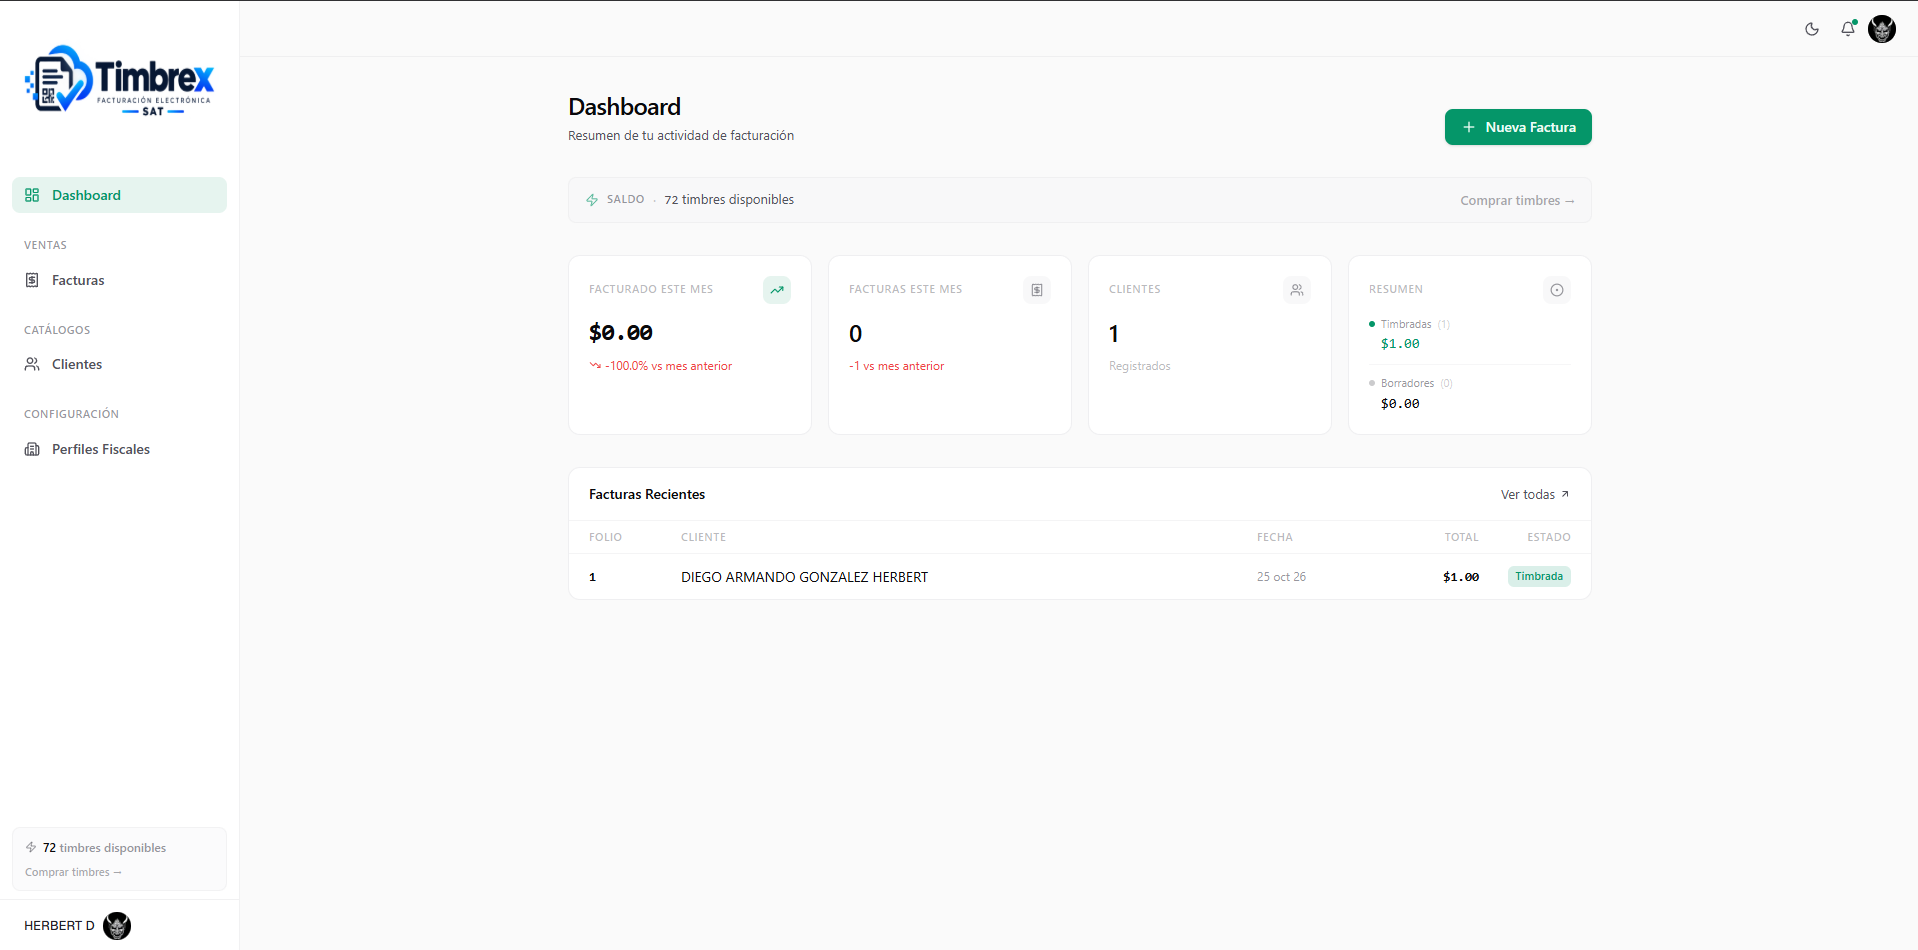 Timbrex
FACTURACIÓN ELECTRÓNICA
SAT
Dashboard
VENTAS
Facturas
CATÁLOGOS
Clientes
CONFIGURACIÓN
Perfiles Fiscales
72 timbres disponibles
Comprar timbres →
HERBERT D
Dashboard
Resumen de tu actividad de facturación
+ Nueva Factura
SALDO · 72 timbres disponibles
Comprar timbres →
FACTURADO ESTE MES
$0.00
-100.0% vs mes anterior
FACTURAS ESTE MES
0
-1 vs mes anterior
CLIENTES
1
Registrados
RESUMEN
Timbradas (1)
$1.00
Borradores (0)
$0.00
Facturas Recientes
Ver todas
FOLIO CLIENTE FECHA TOTAL ESTADO
1 DIEGO ARMANDO GONZALEZ HERBERT 25 oct 26 $1.00 Timbrada